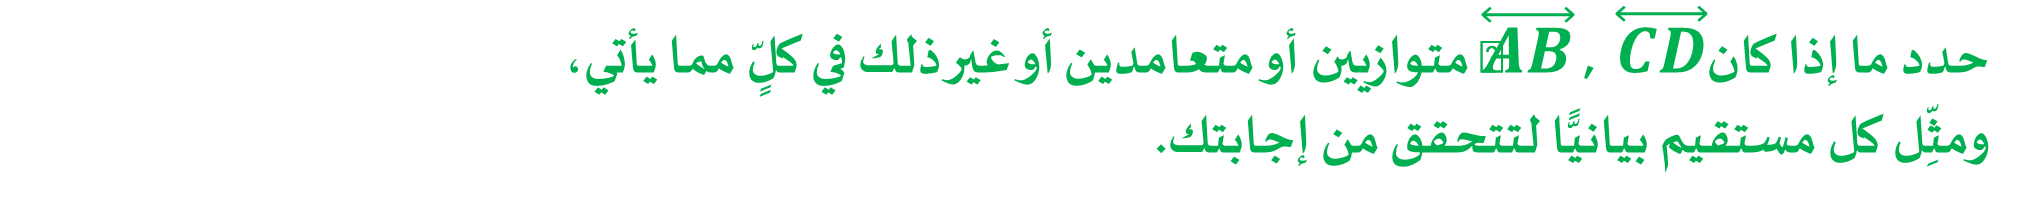 حدد ما إذا كان CD , AB متوازيين أو متعامدين أو غير ذلك في كلٍّ مما يأتي،
ومثِّل كل مستقيم بيانيًّا لتتحقق من إجابتك.